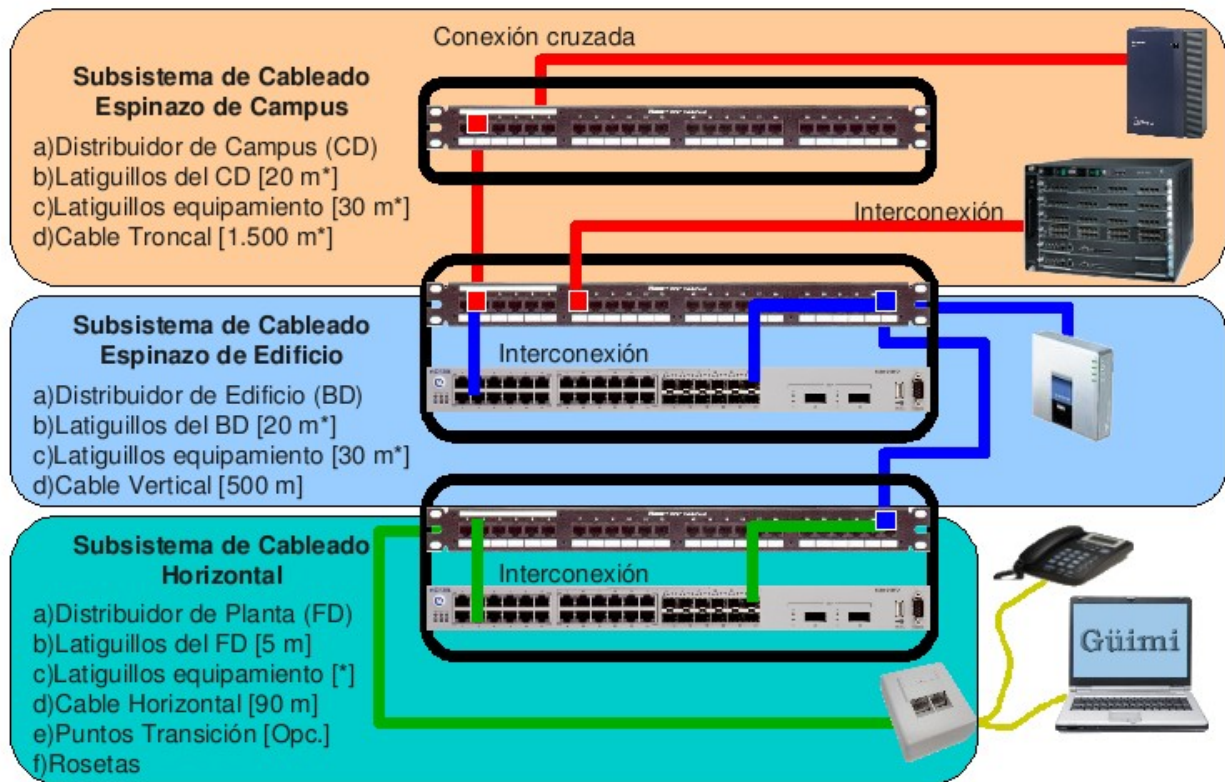 Conexión cruzada
Subsistema de Cableado
Espinazo de Campus
a)Distribuidor de Campus (CD)
b)Latiguillos del CD [20 m*]
c)Latiguillos equipamiento [30 m*]
d)Cable Troncal [1.500 m*]
Interconexión
Subsistema de Cableado
Espinazo de Edificio
a)Distribuidor de Edificio (BD)
b)Latiguillos del BD [20 m*]
c)Latiguillos equipamiento [30 m*]
d)Cable Vertical [500 m]
Interconexión
Subsistema de Cableado
Horizontal
a)Distribuidor de Planta (FD)
b)Latiguillos del FD [5 m]
c)Latiguillos equipamiento [*]
d)Cable Horizontal [90 m]
e)Puntos Transición [Opc.]
f)Rosetas
Interconexión
Güimi